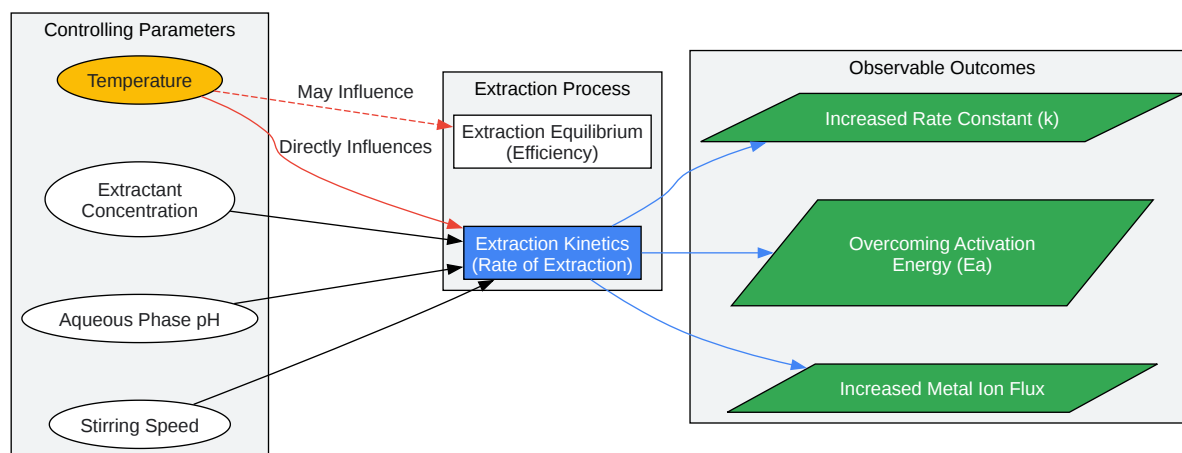 Controlling Parameters
Temperature
Extractant
Concentration
Aqueous Phase pH
Stirring Speed
May Influence
Directly Influences
Extraction Process
Extraction Equilibrium
(Efficiency)
Extraction Kinetics
(Rate of Extraction)
Observable Outcomes
Increased Rate Constant (k)
Overcoming Activation
Energy (Ea)
Increased Metal Ion Flux